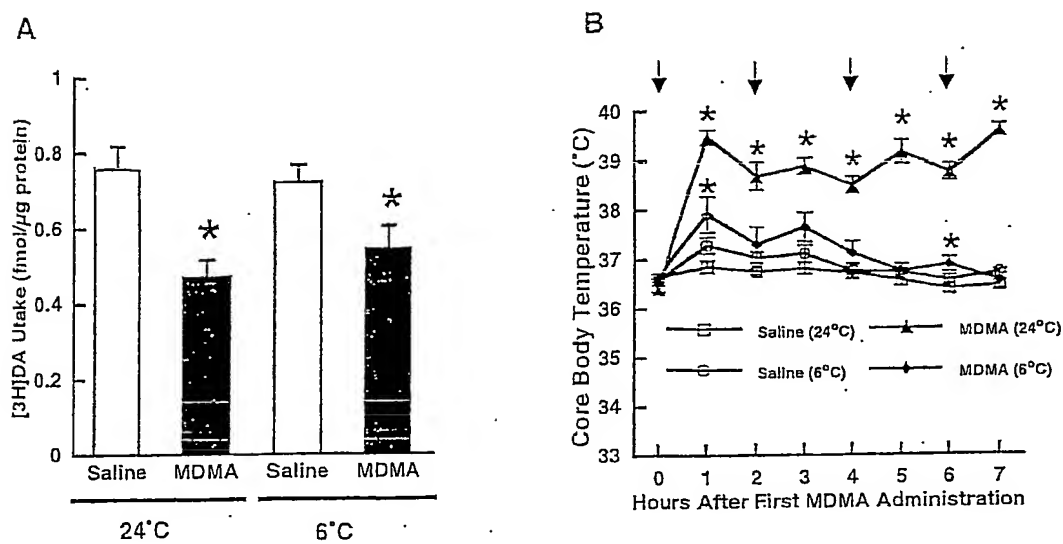 A
[3H]DA Utake (fmol/µg protein)
1
0.8
0.6
0.4
0.2
0
*
*
Saline MDMA Saline MDMA
24°C 6°C
B
Core Body Temperature (°C)
40
39
38
37
36
35
34
33
* * * * * * *
*
*
Saline (24°C) MDMA (24°C)
Saline (6°C) MDMA (6°C)
0 1 2 3 4 5 6 7
Hours After First MDMA Administration